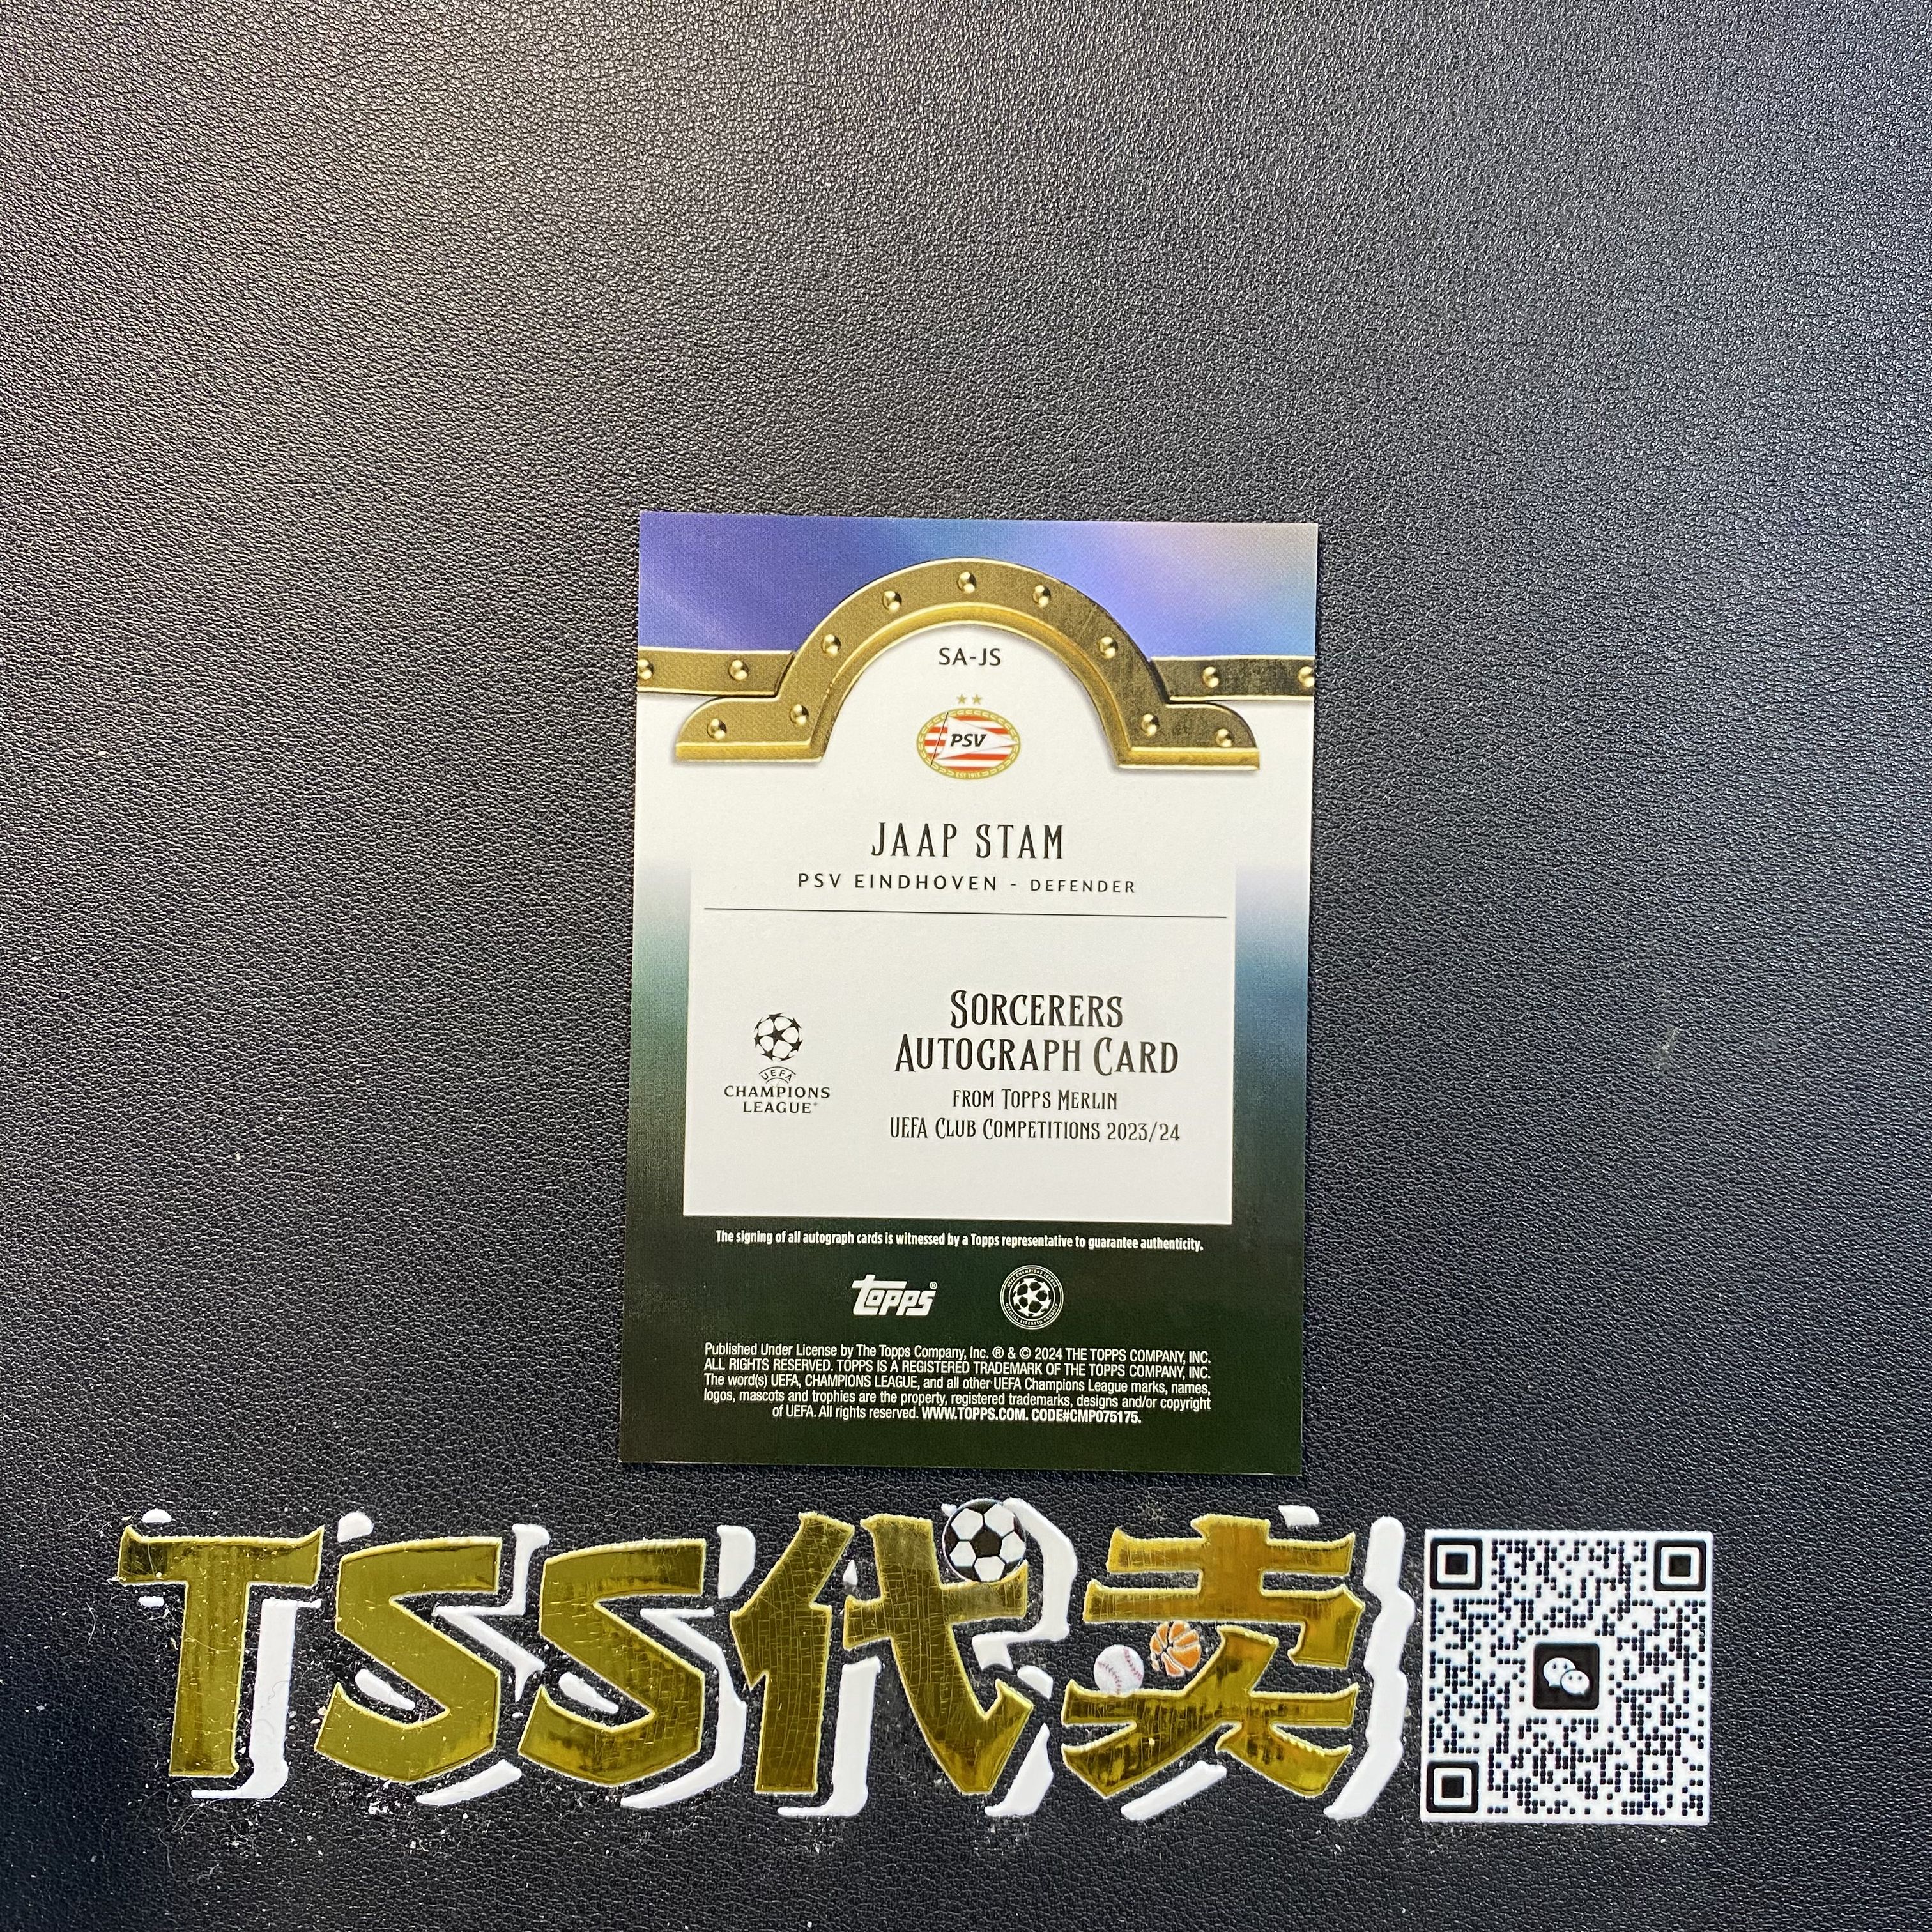 SA-JS
PSV
JAAP STAM
PSV EINDHOVEN - DEFENDER
UEFA
CHAMPIONS
LEAGUE®
SORCERERS
AUTOGRAPH CARD
FROM TOPPS MERLIN
UEFA CLUB COMPETITIONS 2023/24
The signing of all autograph cards is witnessed by a Topps representative to guarantee authenticity.
Topps®
Published Under License by The Topps Company, Inc. ® & © 2024 THE TOPPS COMPANY, INC.
ALL RIGHTS RESERVED. TOPPS IS A REGISTERED TRADEMARK OF THE TOPPS COMPANY, INC.
The word(s) UEFA, CHAMPIONS LEAGUE, and all other UEFA Champions League marks, names,
logos, mascots and trophies are the property, registered trademarks, designs and/or copyright
of UEFA. All rights reserved. WWW.TOPPS.COM. CODE#CMP075175.
TSS代卖